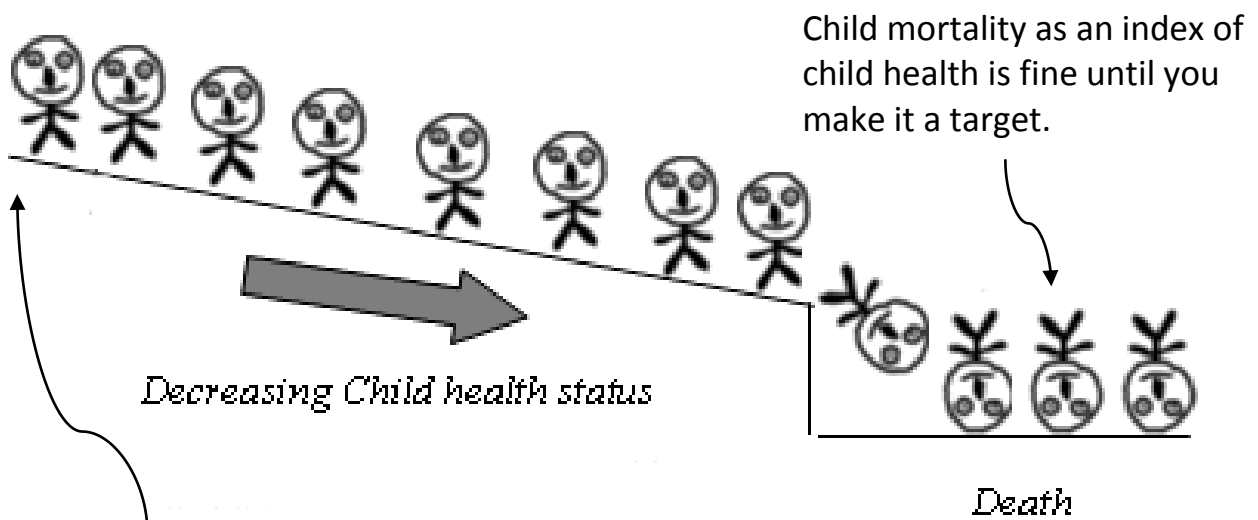 Child mortality as an index of
child health is fine until you
make it a target.
Decreasing Child health status
Death